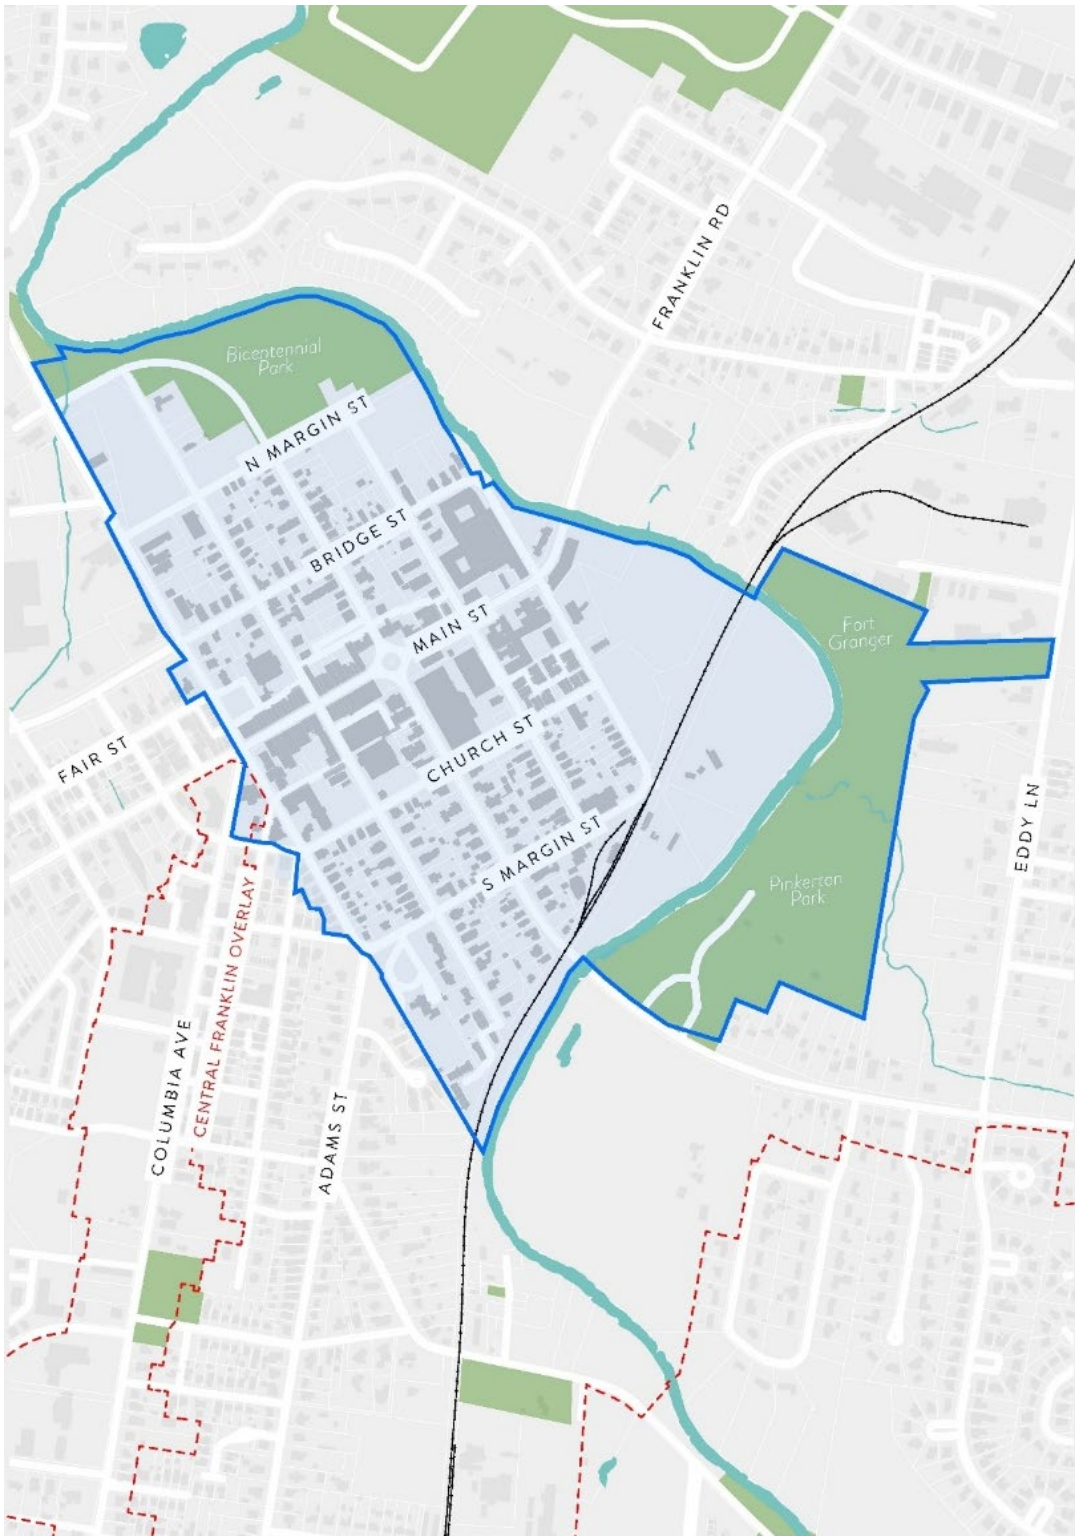 FRANKLIN RD
Bicentennial
Park
N MARGIN ST
BRIDGE ST
MAIN ST
Fort
Granger
CHURCH ST
FAIR ST
S MARGIN ST
EDDY LN
Pinkerton
Park
CENTRAL FRANKLIN OVERLAY
COLUMBIA AVE
ADAMS ST